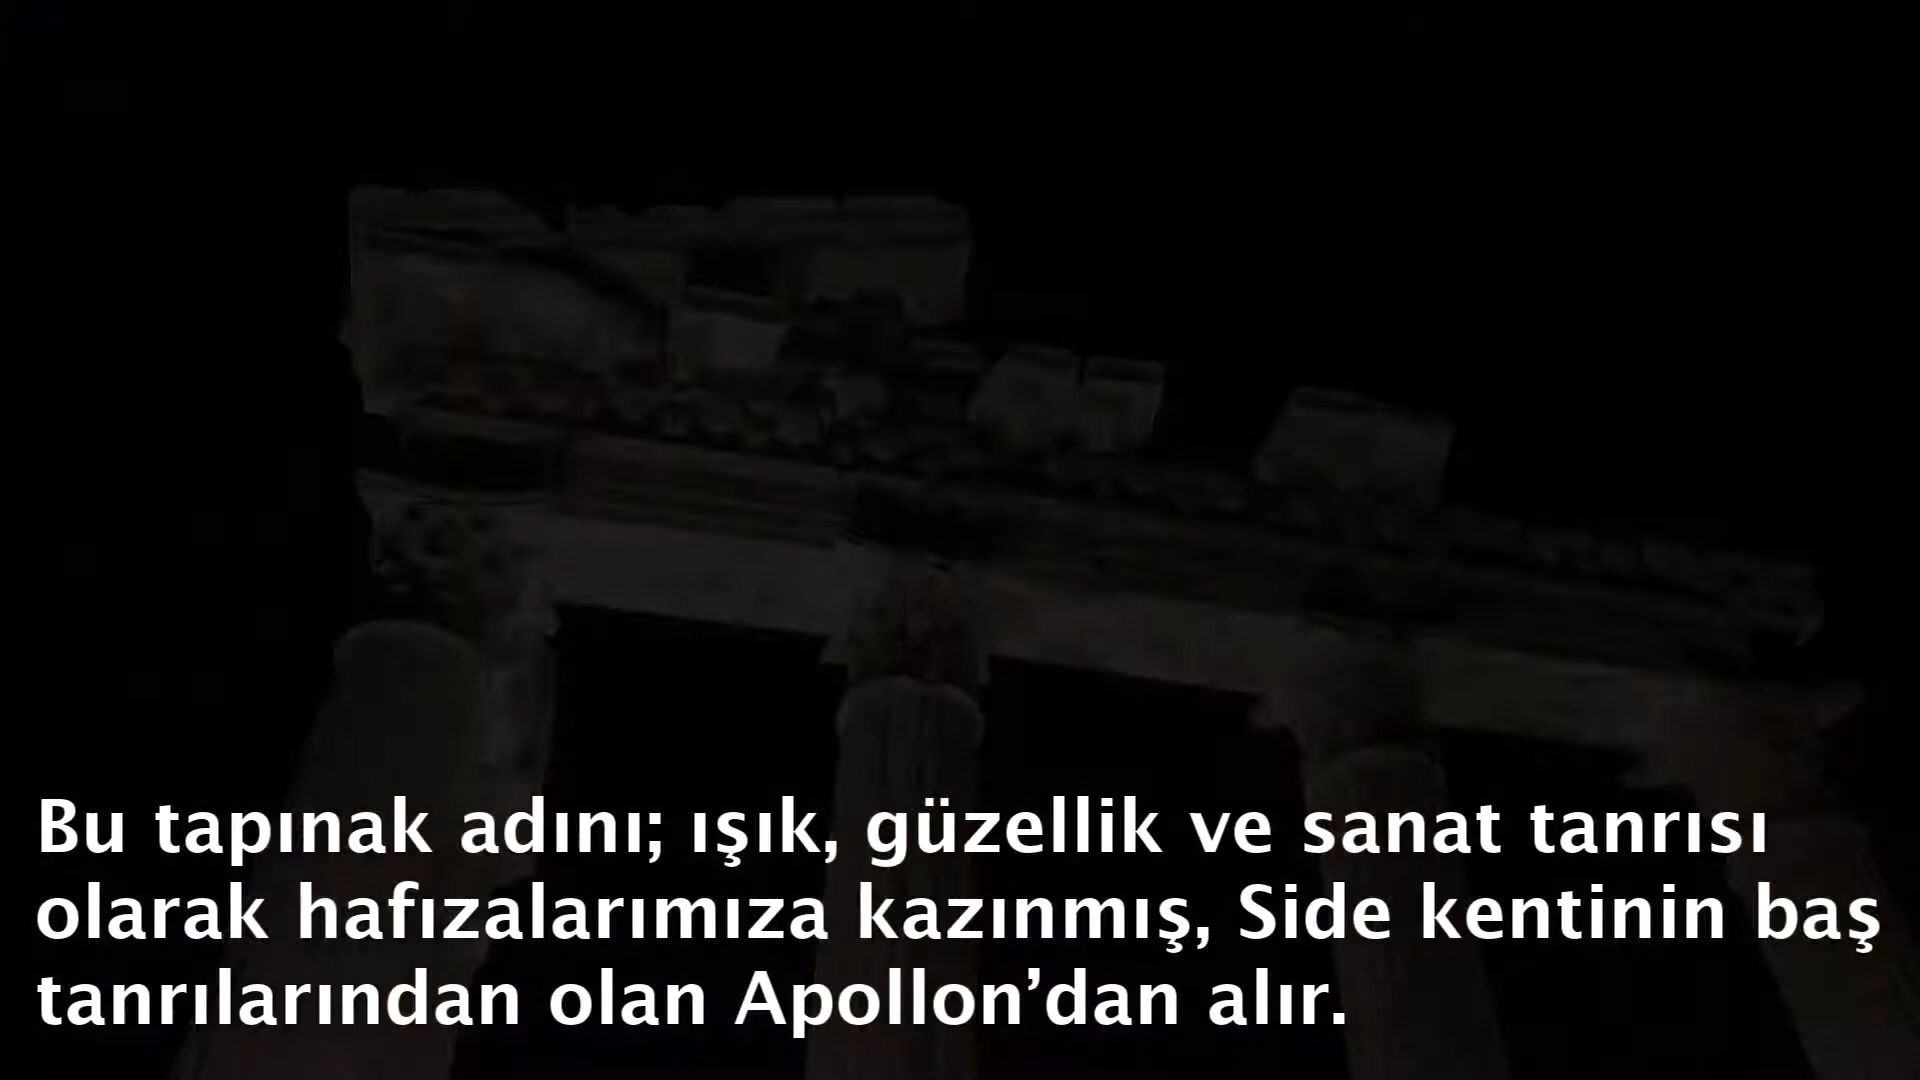 Bu tapınak adını; ışık, güzellik ve sanat tanrısı
olarak hafızalarımıza kazınmış, Side kentinin baş
tanrılarından olan Apollon’dan alır.